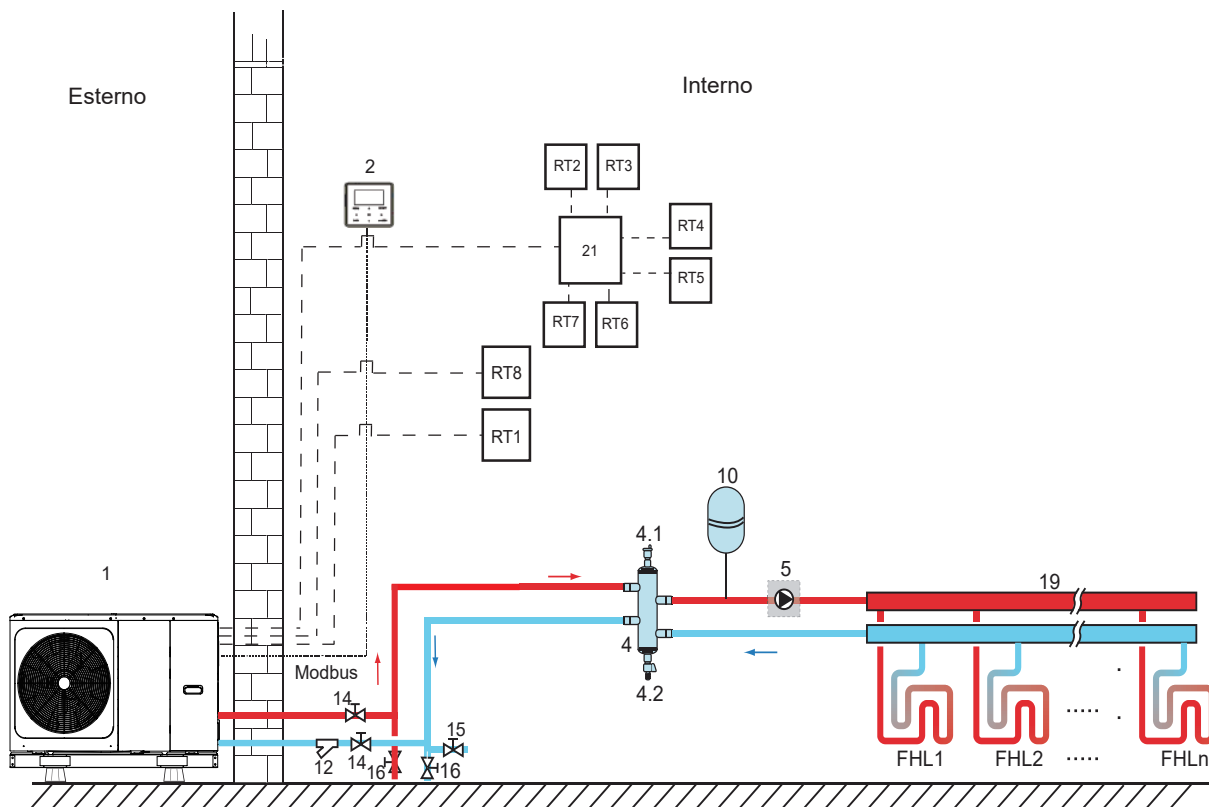 Esterno
Interno
2
RT2
RT3
RT4
21
RT5
RT7
RT6
RT8
RT1
10
4.1
1
5
19
4
Modbus
4.2
14
15
12
14
16
16
FHL1
FHL2
FHLn